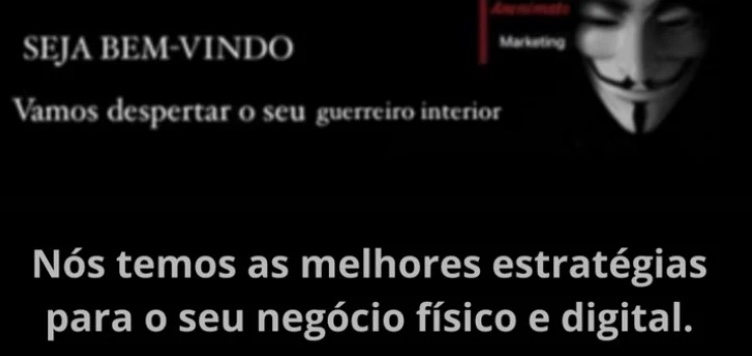 Anonimato
SEJA BEM-VINDO
Marketing
Vamos despertar o seu guerreiro interior
Nós temos as melhores estratégias
para o seu negócio físico e digital.